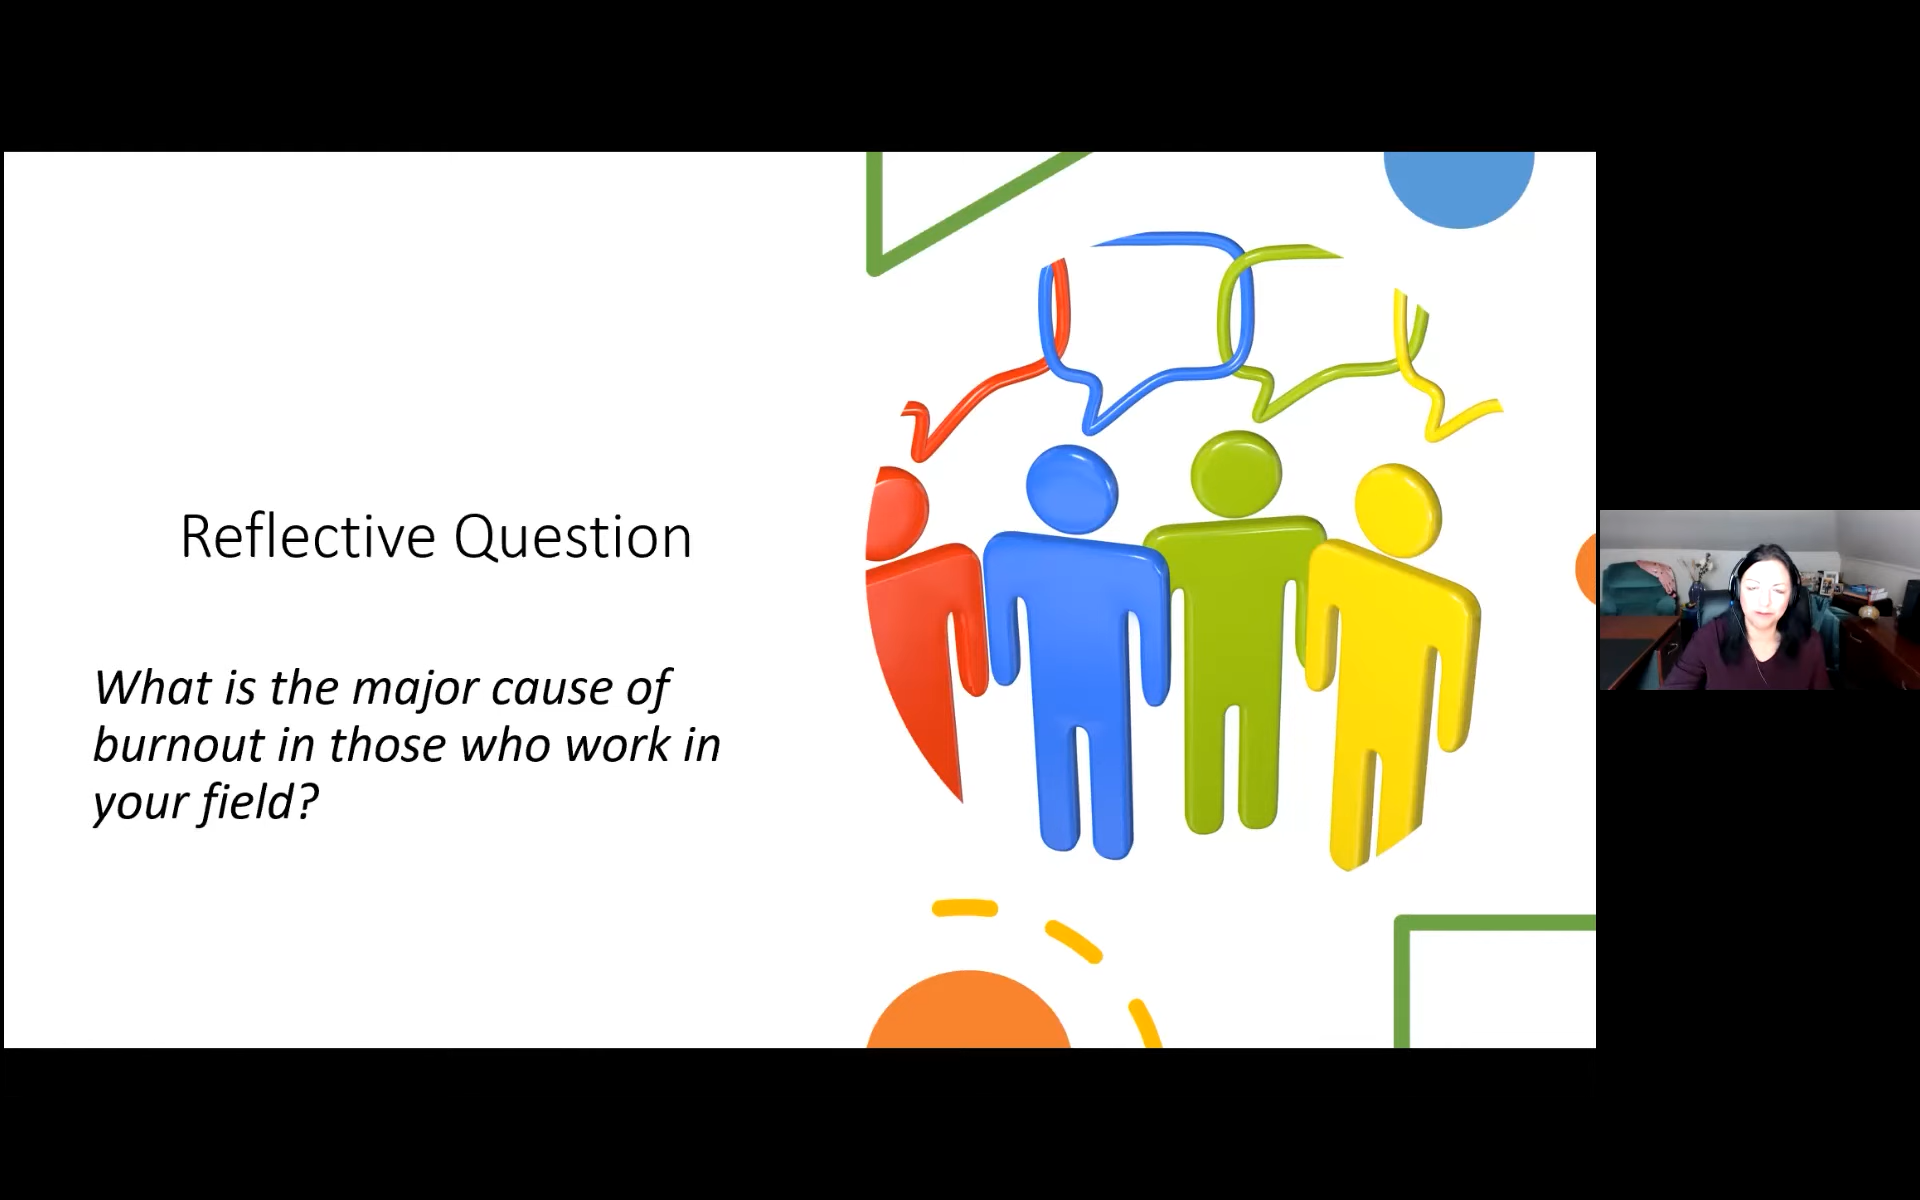 Reflective Question
What is the major cause of
burnout in those who work in
your field?